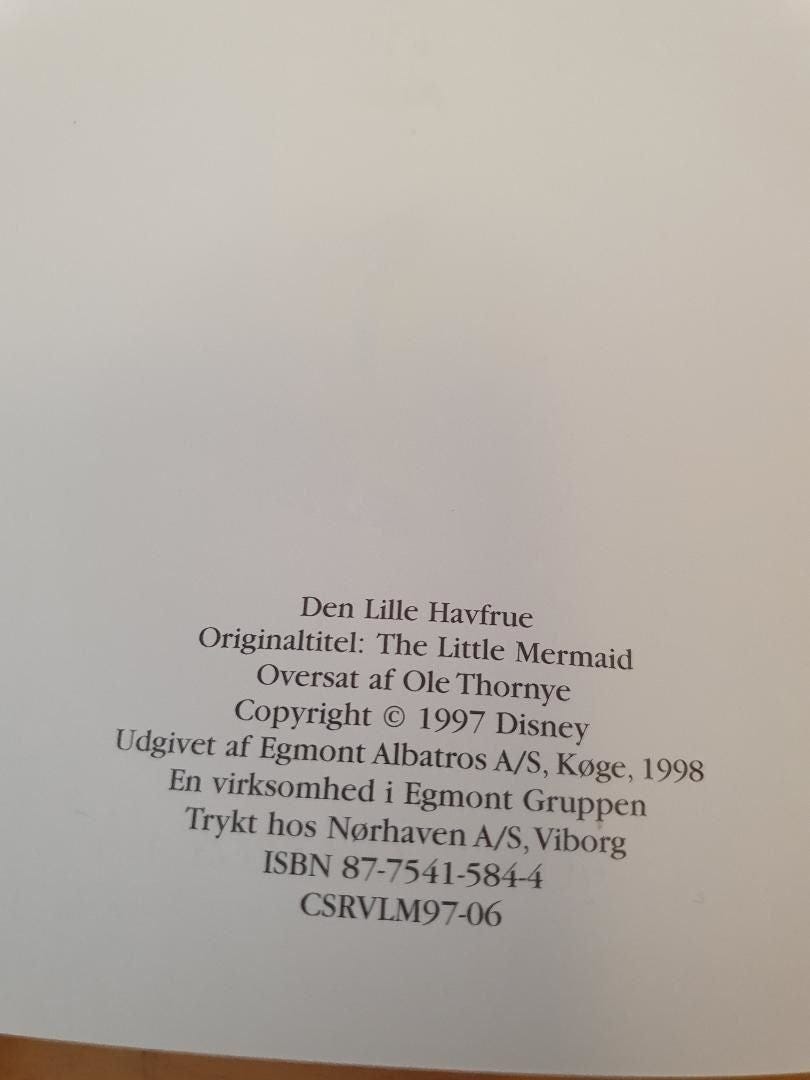 Den Lille Havfrue
Originaltitel: The Little Mermaid
Oversat af Ole Thornye
Copyright © 1997 Disney
Udgivet af Egmont Albatros A/S, Køge, 1998
En virksomhed i Egmont Gruppen
Trykt hos Nørhaven A/S, Viborg
ISBN 87-7541-584-4
CSRVLM97-06